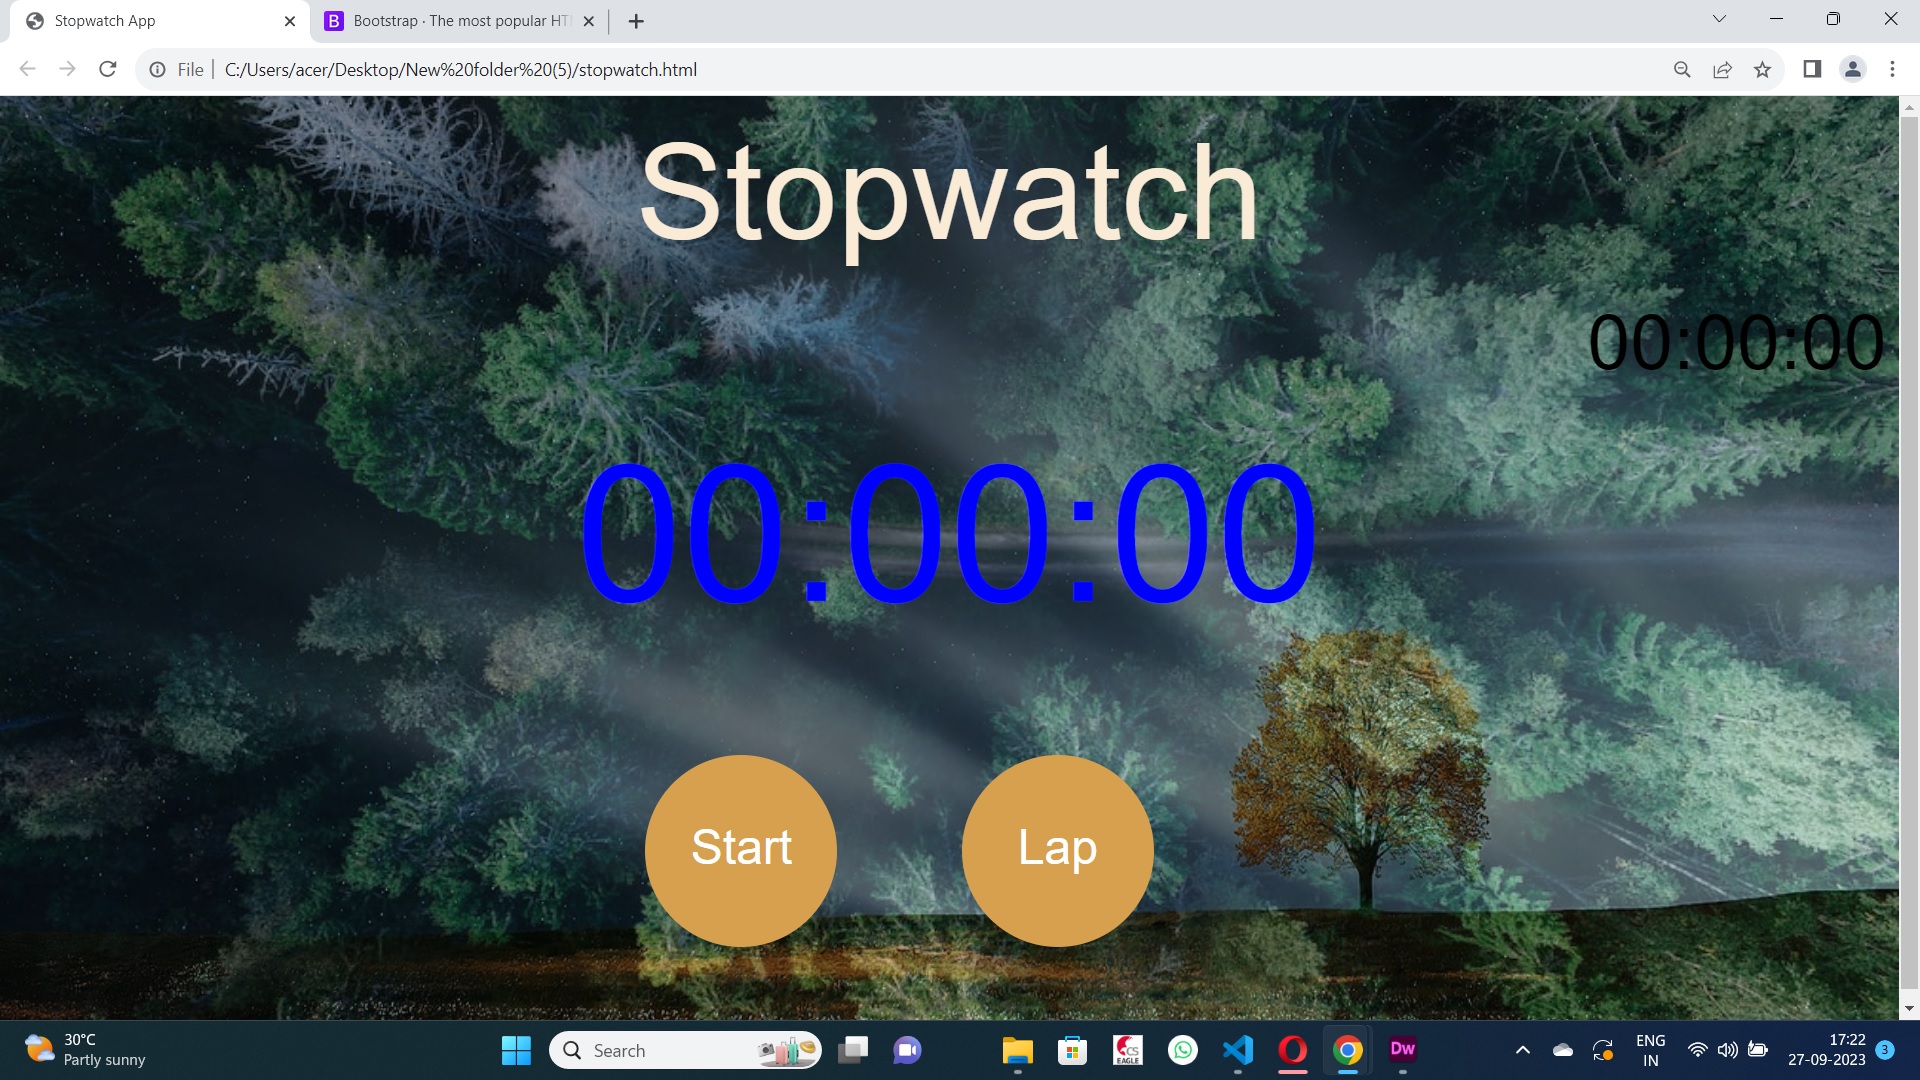 Stopwatch App
Bootstrap · The most popular HT
File
C:/Users/acer/Desktop/New%20folder%20(5)/stopwatch.html
Stopwatch
00:00:00
00:00:00
Start
Lap
30°C
Partly sunny
Search
CS
EAGLE
Dw
ENG
IN
17:22
27-09-2023
3